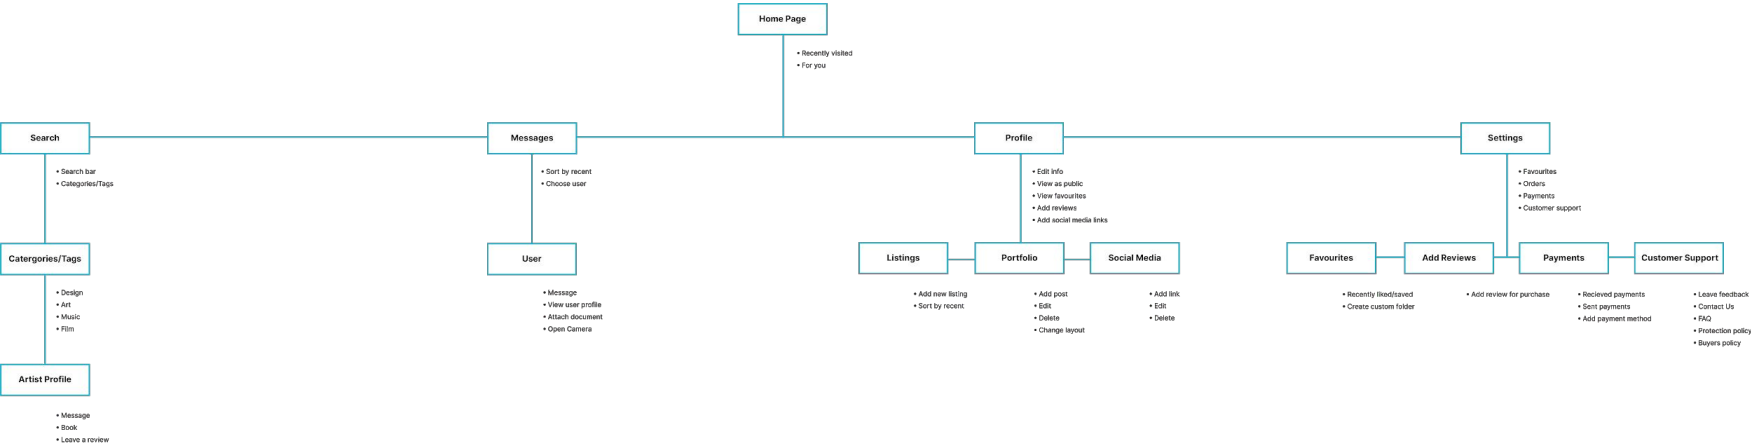 Home Page
• Recently visited
• For you
Search
Messages
Profile
Settings
• Search bar
• Categories/Tags
• Sort by recent
• Choose user
• Edit info
• View as public
• View favourites
• Add reviews
• Add social media links
• Favourites
• Orders
• Payments
• Customer support
Catergories/Tags
User
Listings
Portfolio
Social Media
Favourites
Add Reviews
Payments
Customer Support
• Design
• Art
• Music
• Film
• Message
• View user profile
• Attach document
• Open Camera
• Add new listing
• Sort by recent
• Add post
• Edit
• Delete
• Change layout
• Add link
• Edit
• Delete
• Recently liked/saved
• Create custom folder
• Add review for purchase
• Recieved payments
• Sent payments
• Add payment method
• Leave feedback
• Contact Us
• FAQ
• Protection policy
• Buyers policy
Artist Profile
• Message
• Book
• Leave a review